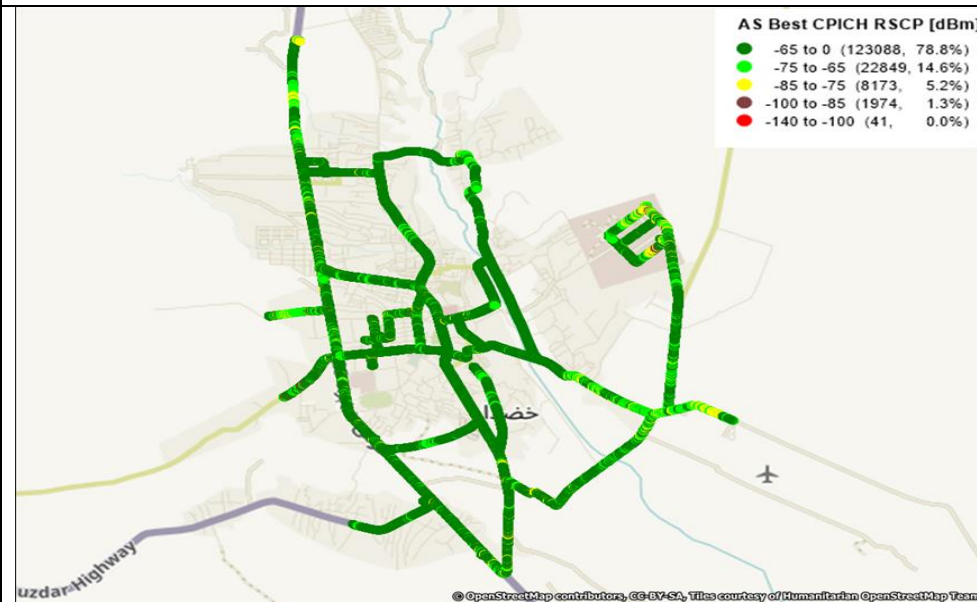 AS Best CPICH RSCP [dBm]
-65 to 0 (123088, 78.8%)
-75 to -65 (22849, 14.6%)
-85 to -75 (8173, 5.2%)
-100 to -85 (1974, 1.3%)
-140 to -100 (41, 0.0%)
خضدار
uzdar-Highway
© OpenStreetMap contributors, CC-BY-SA, Tiles courtesy of Humanitarian OpenStreetMap Tea